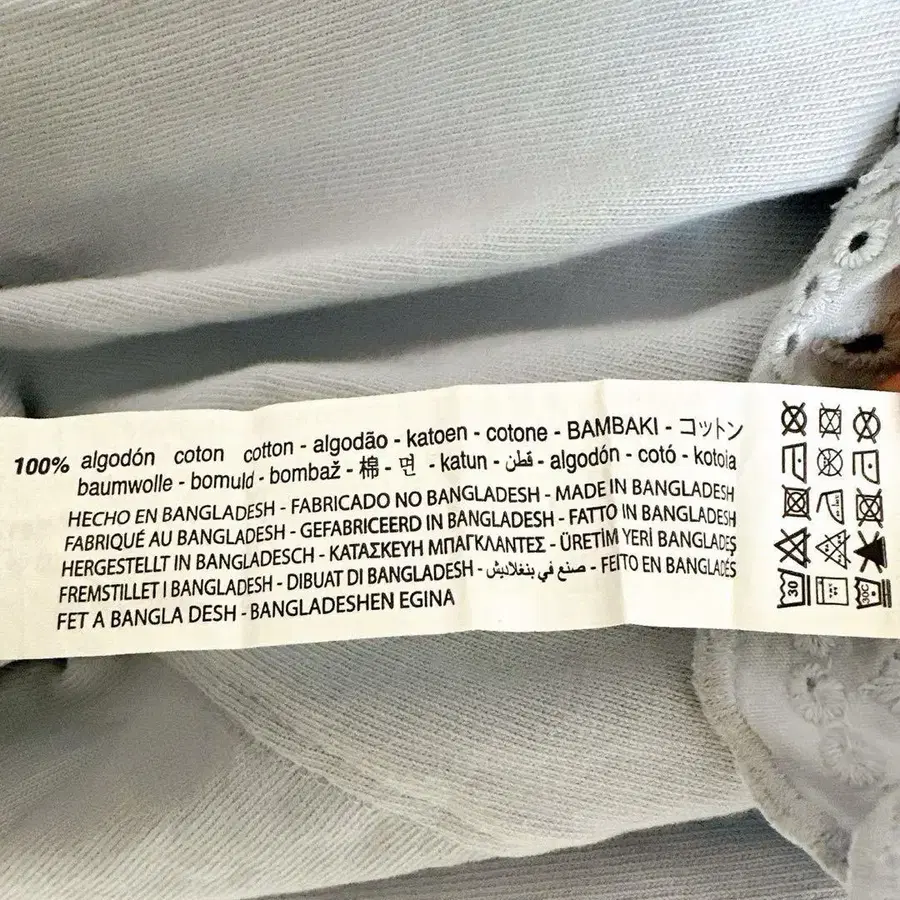 100% algodón coton cotton - algodão - katoen - cotone - BAMBAKI - コットン
baumwolle - bomuld - bombaž - 棉 - 면 - katun - قطن - algodón - cotó - kotoia
HECHO EN BANGLADESH - FABRICADO NO BANGLADESH - MADE IN BANGLADESH
FABRIQUÉ AU BANGLADESH - GEFABRICEERD IN BANGLADESH - FATTO IN BANGLADESH
HERGESTELLT IN BANGLADESCH - ΚΑΤΑΣΚΕΥΗ ΜΠΑΓΚΛΑΝΤΕΣ - ÜRETİM YERİ BANGLADEŞ
FREMSTILLET I BANGLADESH - DIBUAT DI BANGLADESH - صنع في بنغلاديش - FEITO EN BANGLADÉS
FET A BANGLA DESH - BANGLADESHEN EGINA
30 30C